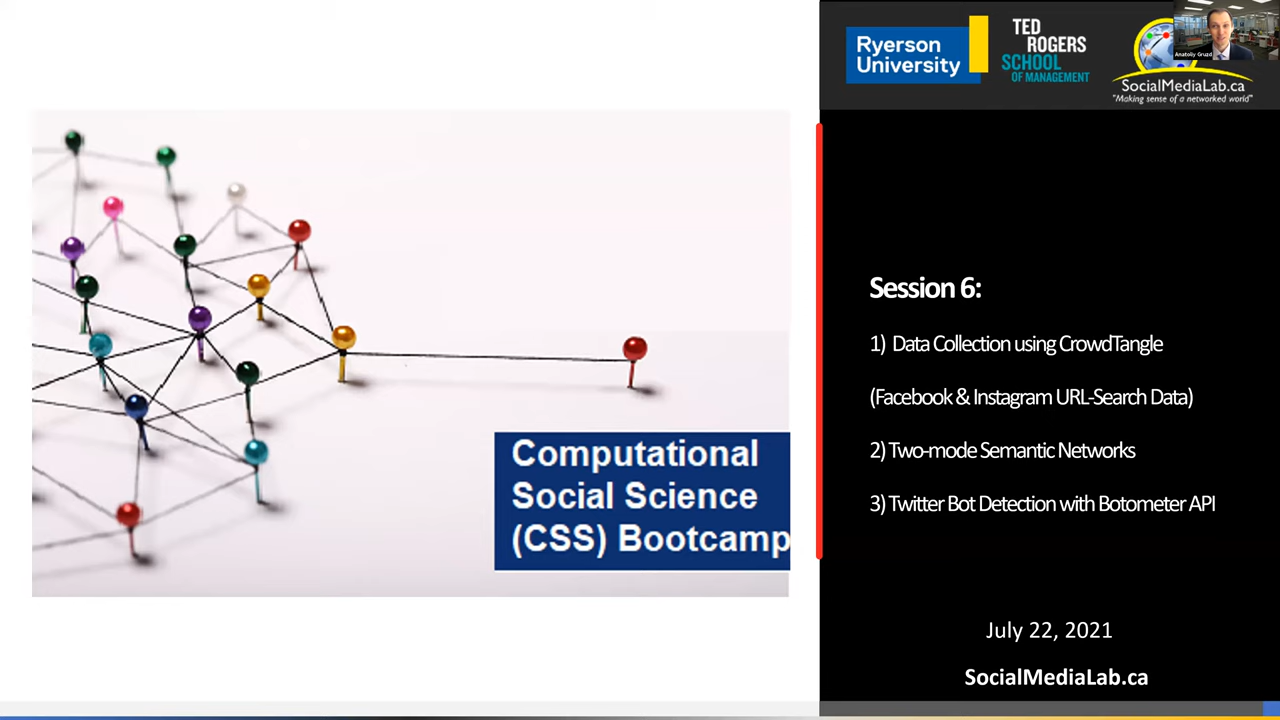 Ryerson
University
TED
ROGERS
SCHOOL
OF MANAGEMENT
SocialMediaLab.ca
"Making sense of a networked world"
Anatoliy Gruzd
Computational
Social Science
(CSS) Bootcamp
Session 6:
1) Data Collection using CrowdTangle
(Facebook & Instagram URL-Search Data)
2) Two-mode Semantic Networks
3) Twitter Bot Detection with Botometer API
July 22, 2021
SocialMediaLab.ca